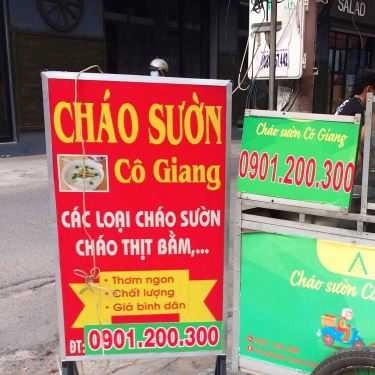 CHÁO SƯỜN
Cô Giang
CÁC LOẠI CHÁO SƯỜN
CHÁO THỊT BẰM,...
• Thơm ngon
• Chất lượng
• Giá bình dân
ĐT: 0901.200.300
SALAD
Cháo sườn Cô Giang
0901.200.300
Cháo sườn Cô